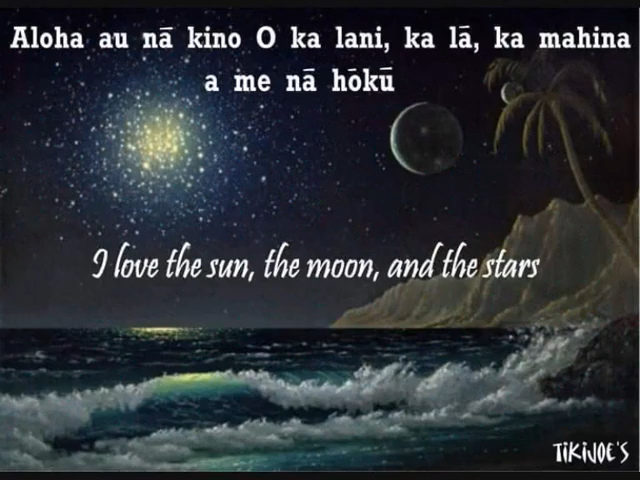 Aloha au nā kino O ka lani, ka lā, ka mahina
a me nā hōkū
I love the sun, the moon, and the stars
TIKIJOE'S